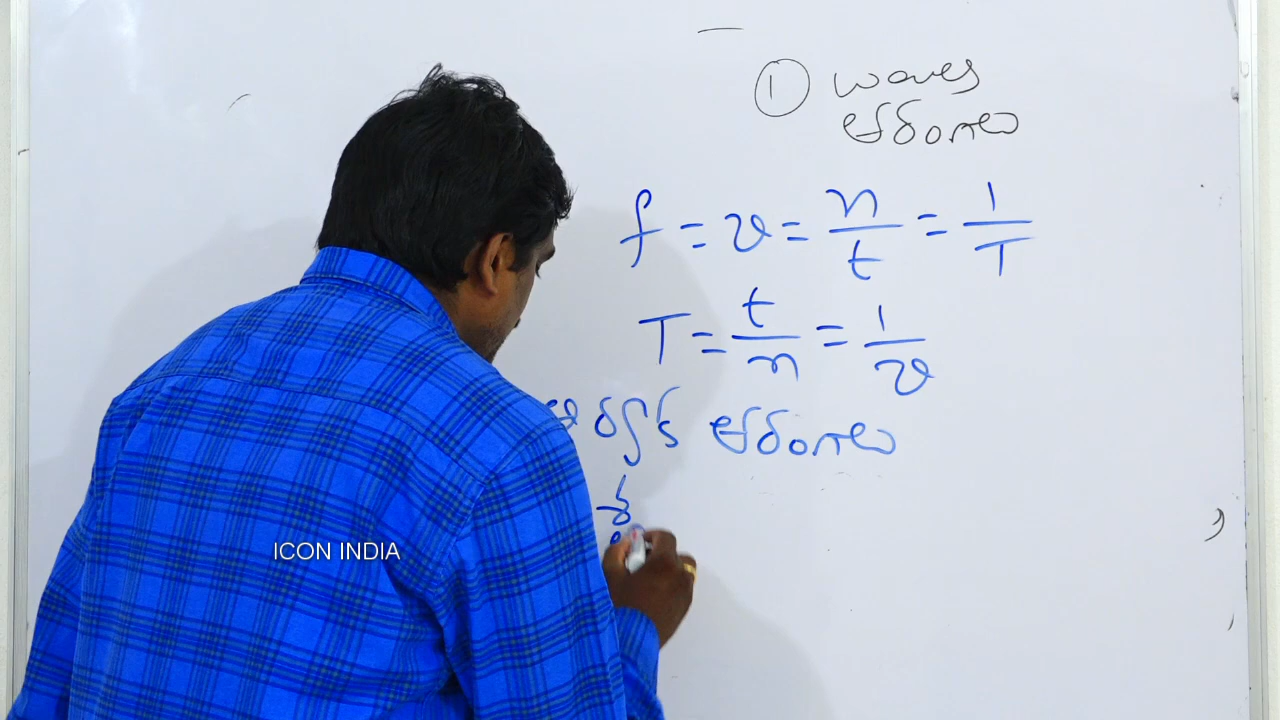 ① waves
తరంగాలు
f = ν = n/t = 1/T
T = t/n = 1/ν
తరంగాలు
ICON INDIA